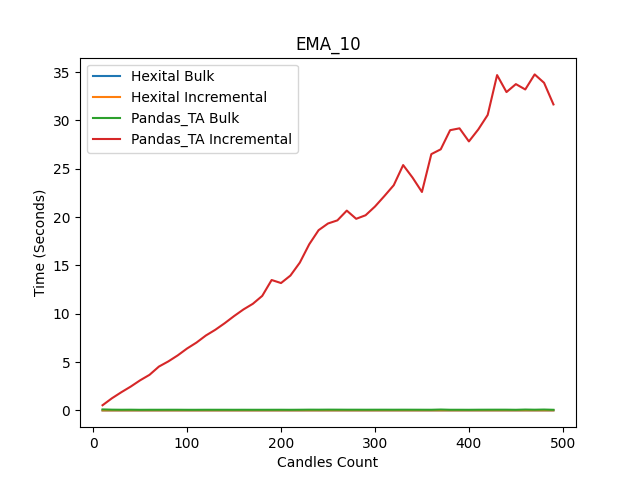 EMA_10
Hexital Bulk
Hexital Incremental
Pandas_TA Bulk
Pandas_TA Incremental
Time (Seconds)
35
30
25
20
15
10
5
0
0 100 200 300 400 500
Candles Count